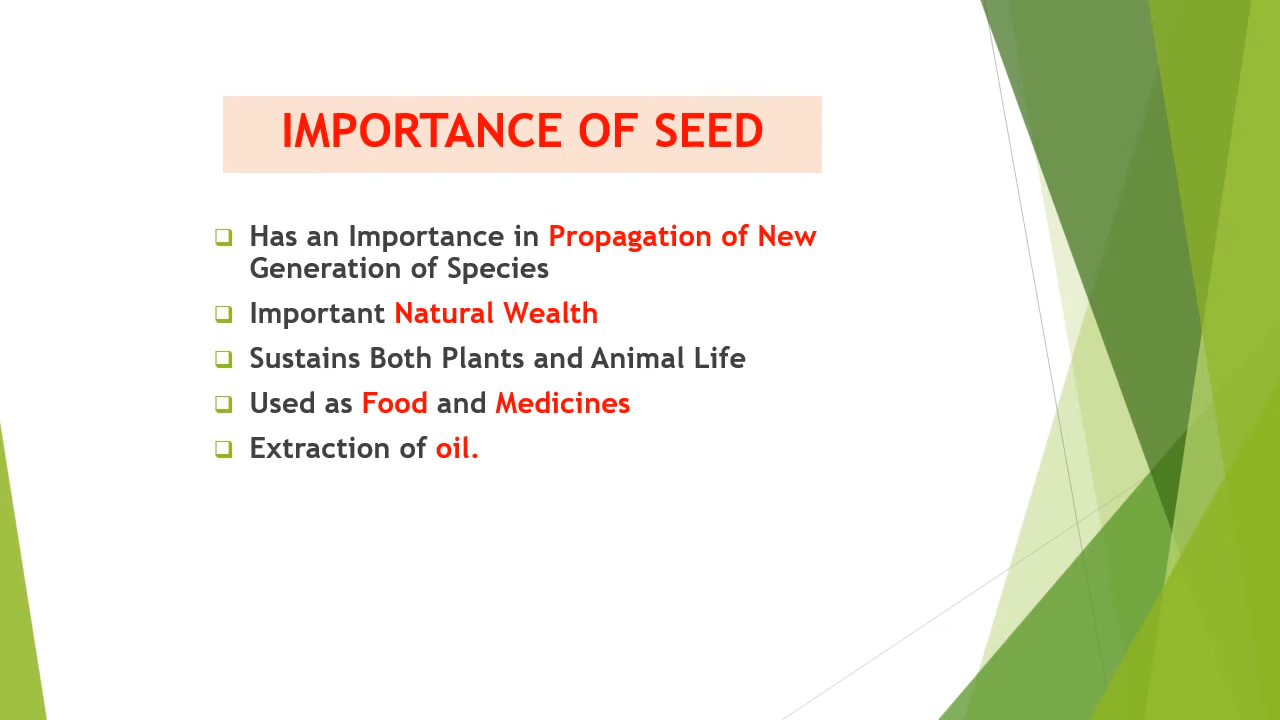 IMPORTANCE OF SEED
Has an Importance in Propagation of New
Generation of Species
Important Natural Wealth
Sustains Both Plants and Animal Life
Used as Food and Medicines
Extraction of oil.